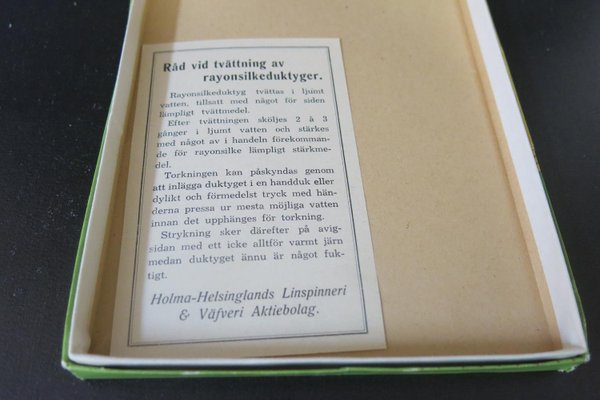 Råd vid tvättning av
rayonsilkeduktyger.
Rayonsilkeduktyg tvättas i ljumt
vatten, tillsatt med något för siden
lämpligt tvättmedel.
Efter tvättningen sköljes 2 à 3
gånger i ljumt vatten och stärkes
med något av i handeln förekomman-
de för rayonsilke lämpligt stärkme-
del.
Torkningen kan påskyndas genom
att inlägga duktyget i en handduk eller
dylikt och förmedelst tryck med hän-
derna pressa ur mesta möjliga vatten
innan det upphänges för torkning.
Strykning sker därefter på avig-
sidan med ett icke alltför varmt järn
medan duktyget ännu är något fuk-
tigt.
Holma-Helsinglands Linspinneri
& Väfveri Aktiebolag.